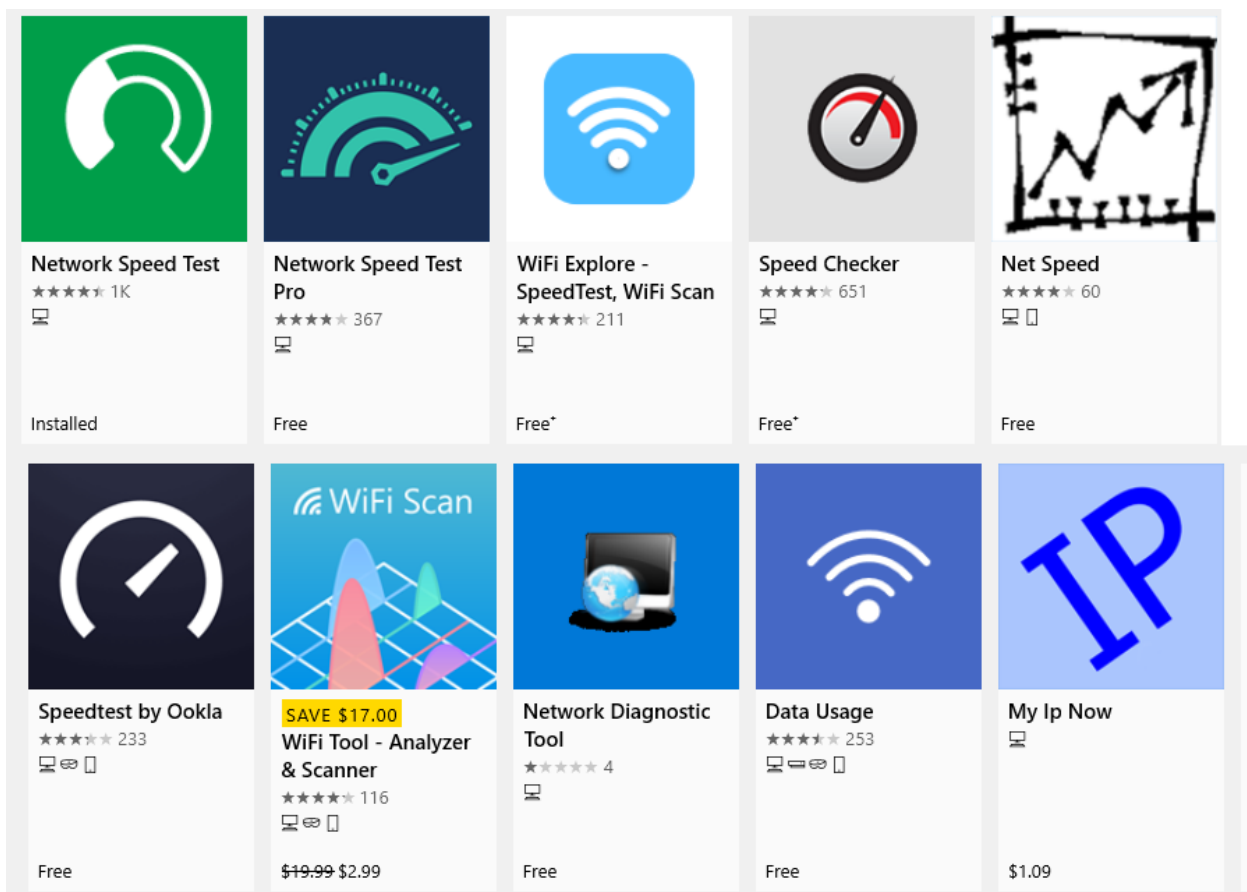 Network Speed Test
1K
Installed
Network Speed Test
Pro
367
Free
WiFi Explore -
SpeedTest, WiFi Scan
211
Free+
Speed Checker
651
Free+
Net Speed
60
Free
Speedtest by Ookla
233
Free
WiFi Scan
SAVE $17.00
WiFi Tool - Analyzer
& Scanner
116
$19.99 $2.99
Network Diagnostic
Tool
4
Free
Data Usage
253
Free
IP
My Ip Now
$1.09